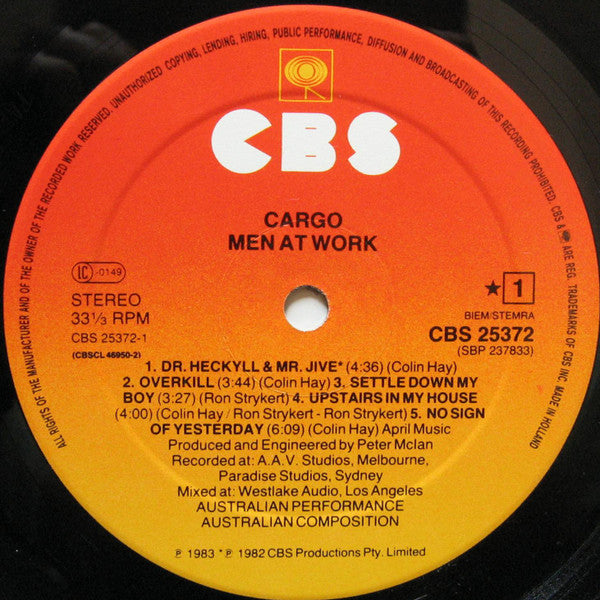 ALL RIGHTS OF THE MANUFACTURER AND OF THE OWNER OF THE RECORDED WORK RESERVED. UNAUTHORIZED COPYING, LENDING, HIRING, PUBLIC PERFORMANCE, DIFFUSION AND BROADCASTING OF THIS RECORDING PROHIBITED. CBS & ARE REG. TRADEMARKS OF CBS INC. MADE IN HOLLAND
CBS
CARGO
MEN AT WORK
LC -0149
STEREO
33⅓ RPM
CBS 25372-1
(CBSCL 46950-2)
★ 1
BIEM/STEMRA
CBS 25372
(SBP 237833)
1. DR. HECKYLL & MR. JIVE* (4:36) (Colin Hay)
2. OVERKILL (3:44) (Colin Hay) 3. SETTLE DOWN MY
BOY (3:27) (Ron Strykert) 4. UPSTAIRS IN MY HOUSE
(4:00) (Colin Hay / Ron Strykert - Ron Strykert) 5. NO SIGN
OF YESTERDAY (6:09) (Colin Hay) April Music
Produced and Engineered by Peter McIan
Recorded at: A.A.V. Studios, Melbourne,
Paradise Studios, Sydney
Mixed at: Westlake Audio, Los Angeles
AUSTRALIAN PERFORMANCE
AUSTRALIAN COMPOSITION
℗ 1983 *℗ 1982 CBS Productions Pty. Limited